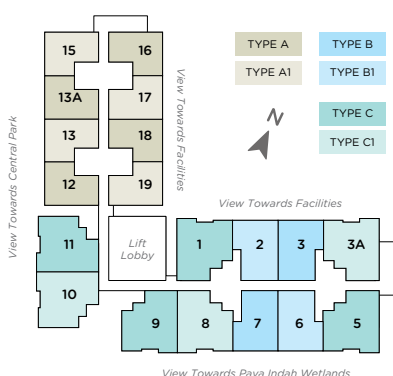 15
16
TYPE A
TYPE B
TYPE A1
TYPE B1
13A
17
TYPE C
13
18
N
TYPE C1
View Towards Central Park
View Towards Facilities
12
19
View Towards Facilities
11
Lift
Lobby
1
2
3
3A
10
9
8
7
6
5
View Towards Paya Indah Wetlands